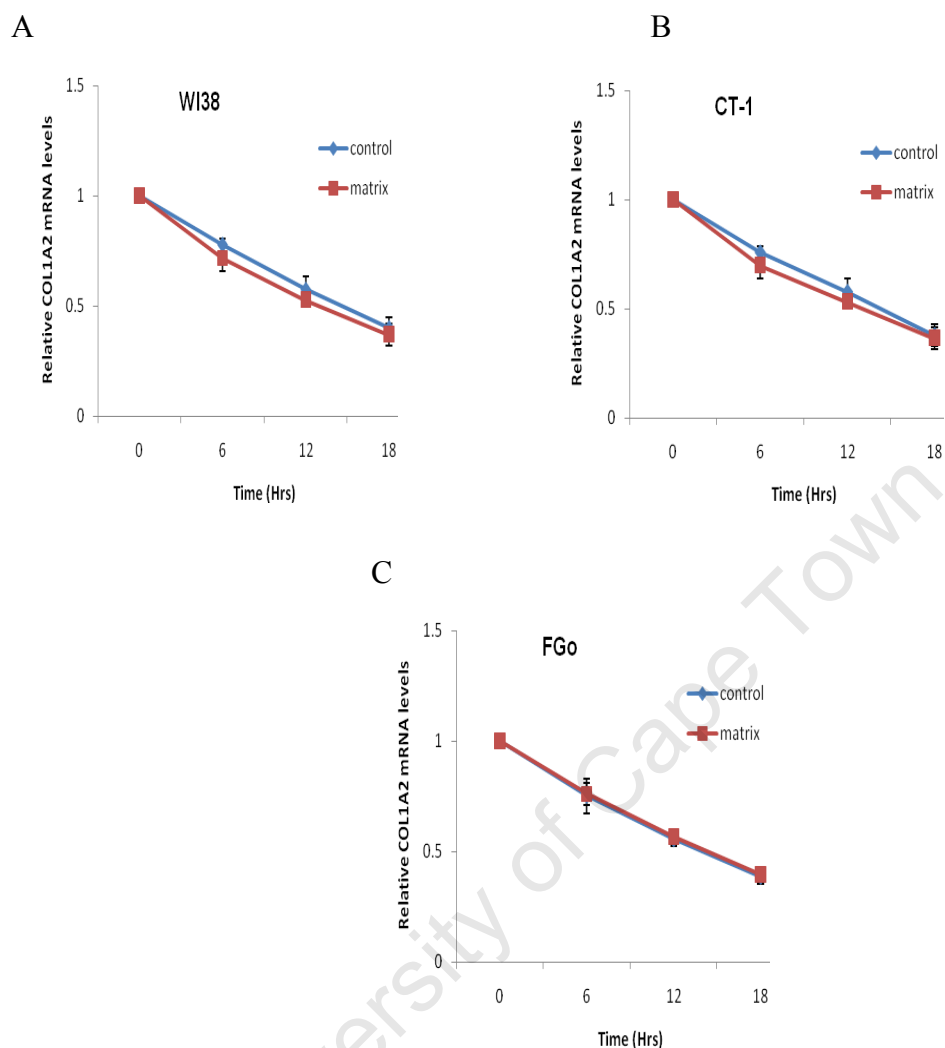 A
B
WI38
control
matrix
Relative COL1A2 mRNA levels
1.5
1
0.5
0
0 6 12 18
Time (Hrs)
CT-1
control
matrix
Relative COL1A2 mRNA levels
1.5
1
0.5
0
0 6 12 18
Time (Hrs)
C
FGo
control
matrix
Relative COL1A2 mRNA levels
1.5
1
0.5
0
0 6 12 18
Time (Hrs)
ersity of Cape Town